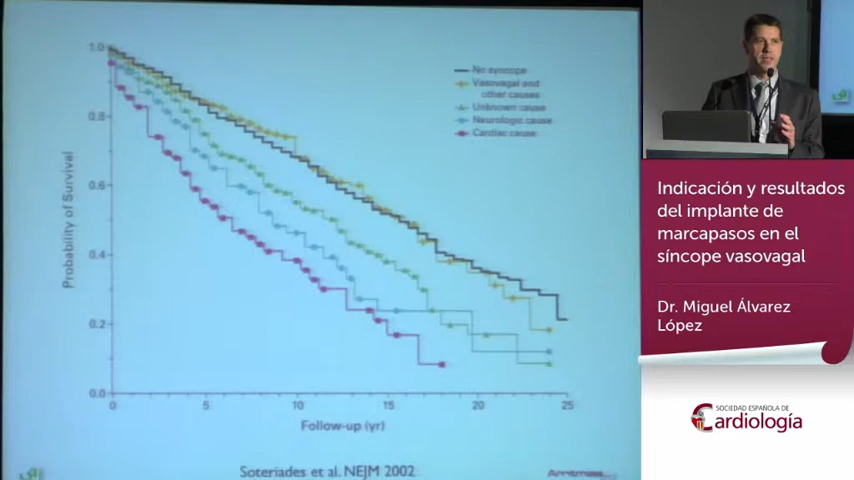 1.0
0.8
0.6
0.4
0.2
0.0
Probability of Survival
No syncope
Vasovagal and
other causes
Unknown cause
Neurologic cause
Cardiac cause
0
5
10
15
20
25
Follow-up (yr)
Soteriades et al. NEJM 2002
Indicación y resultados
del implante de
marcapasos en el
síncope vasovagal
Dr. Miguel Álvarez
López
SOCIEDAD ESPAÑOLA DE
Cardiología